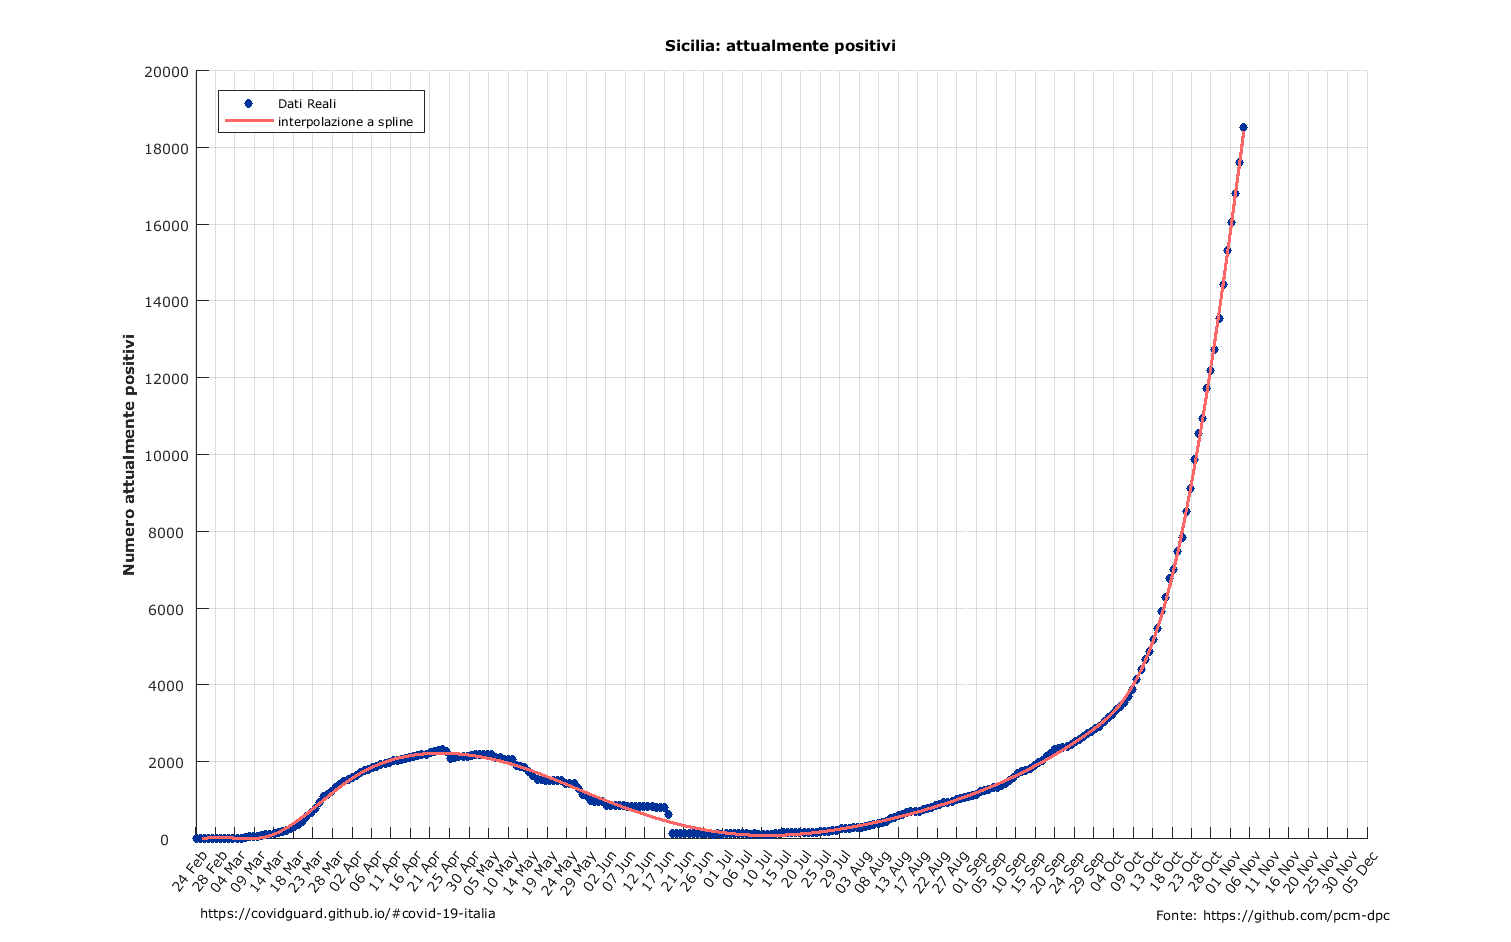 Sicilia: attualmente positivi
20000
Dati Reali
interpolazione a spline
18000
16000
14000
12000
10000
8000
6000
4000
2000
0
Numero attualmente positivi
24 Feb
28 Feb
04 Mar
09 Mar
14 Mar
18 Mar
23 Mar
28 Mar
02 Apr
06 Apr
11 Apr
16 Apr
21 Apr
25 Apr
30 Apr
05 May
10 May
14 May
19 May
24 May
29 May
02 Jun
07 Jun
12 Jun
17 Jun
21 Jun
26 Jun
01 Jul
06 Jul
10 Jul
15 Jul
20 Jul
25 Jul
29 Jul
03 Aug
08 Aug
13 Aug
17 Aug
22 Aug
27 Aug
01 Sep
05 Sep
10 Sep
15 Sep
20 Sep
24 Sep
29 Sep
04 Oct
09 Oct
13 Oct
18 Oct
23 Oct
28 Oct
01 Nov
06 Nov
11 Nov
16 Nov
20 Nov
25 Nov
30 Nov
05 Dec
https://covidguard.github.io/#covid-19-italia
Fonte: https://github.com/pcm-dpc